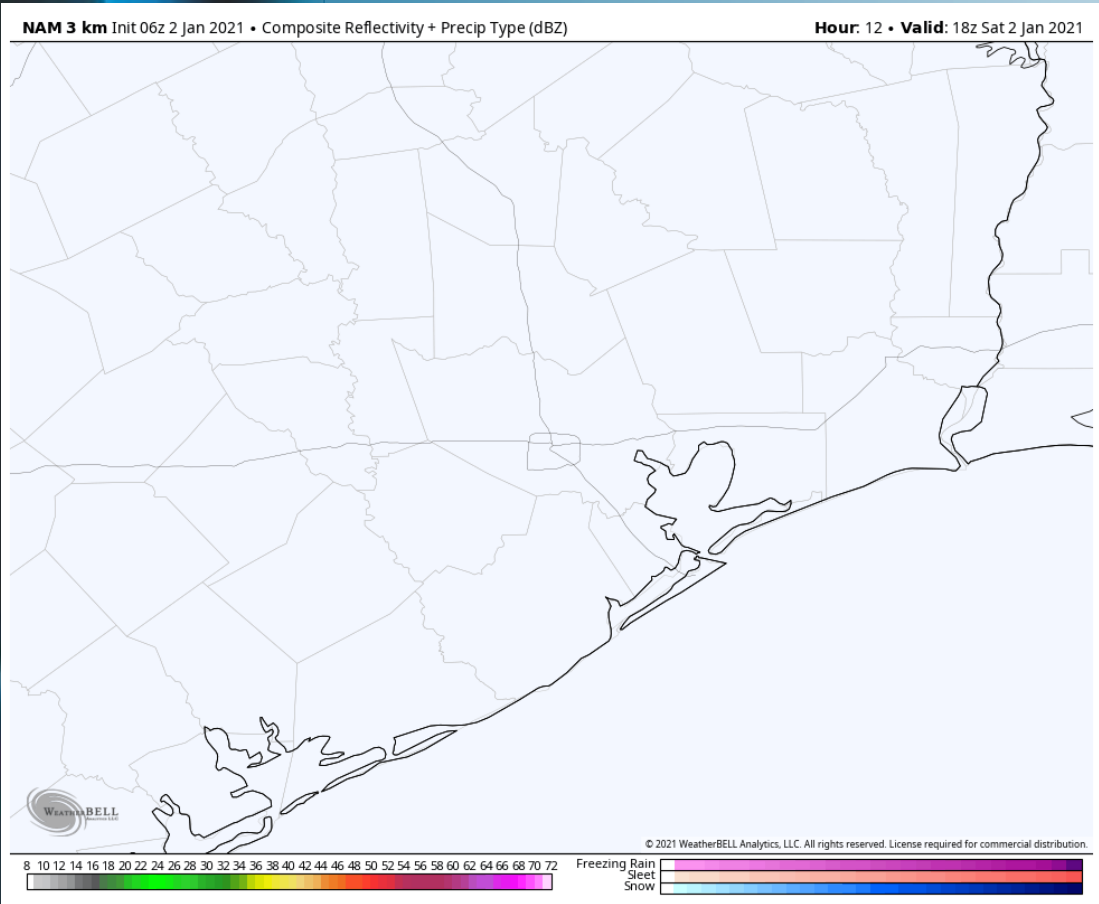 NAM 3 km Init 06z 2 Jan 2021 • Composite Reflectivity + Precip Type (dBZ)
Hour: 12 • Valid: 18z Sat 2 Jan 2021
WEATHERBELL
Analytics LLC
© 2021 WeatherBELL Analytics, LLC. All rights reserved. License required for commercial distribution.
8 10 12 14 16 18 20 22 24 26 28 30 32 34 36 38 40 42 44 46 48 50 52 54 56 58 60 62 64 66 68 70 72
Freezing Rain
Sleet
Snow